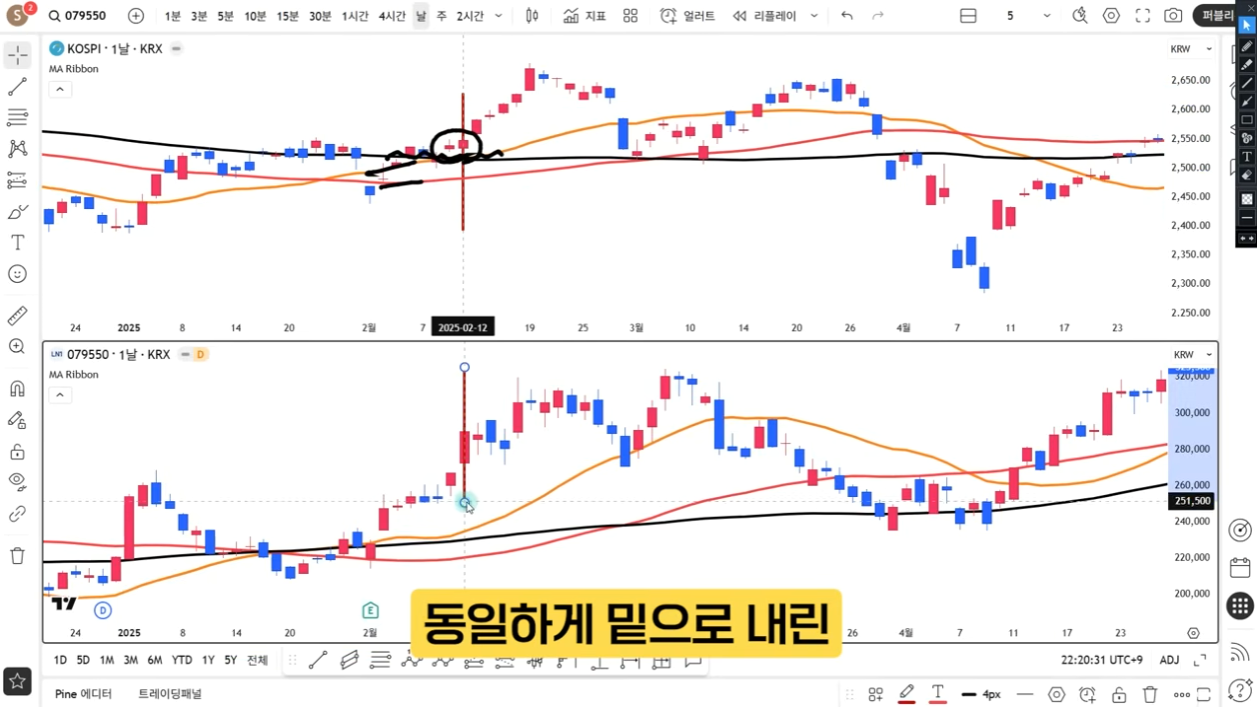 S 2 079550 1분 3분 5분 10분 15분 30분 1시간 4시간 날 주 2시간 지표 얼러트 리플레이 5 퍼블리
KOSPI · 1날 · KRX KRW
MA Ribbon
2,650.00
2,600.00
2,550.00
2,500.00
2,450.00
2,400.00
2,350.00
2,300.00
2,250.00
24 2025 8 14 20 2월 7 2025-02-12 19 25 3월 10 14 20 26 4월 7 11 17 23
LN1 079550 · 1날 · KRX D KRW
MA Ribbon
320,000
300,000
280,000
260,000
251,500
240,000
220,000
200,000
D E
24 2025 8 14 20 2월 26 4월 7 11 17 23
동일하게 밑으로 내린
1D 5D 1M 3M 6M YTD 1Y 5Y 전체 22:20:31 UTC+9 ADJ
Pine 에디터 트레이딩패널 T 4px